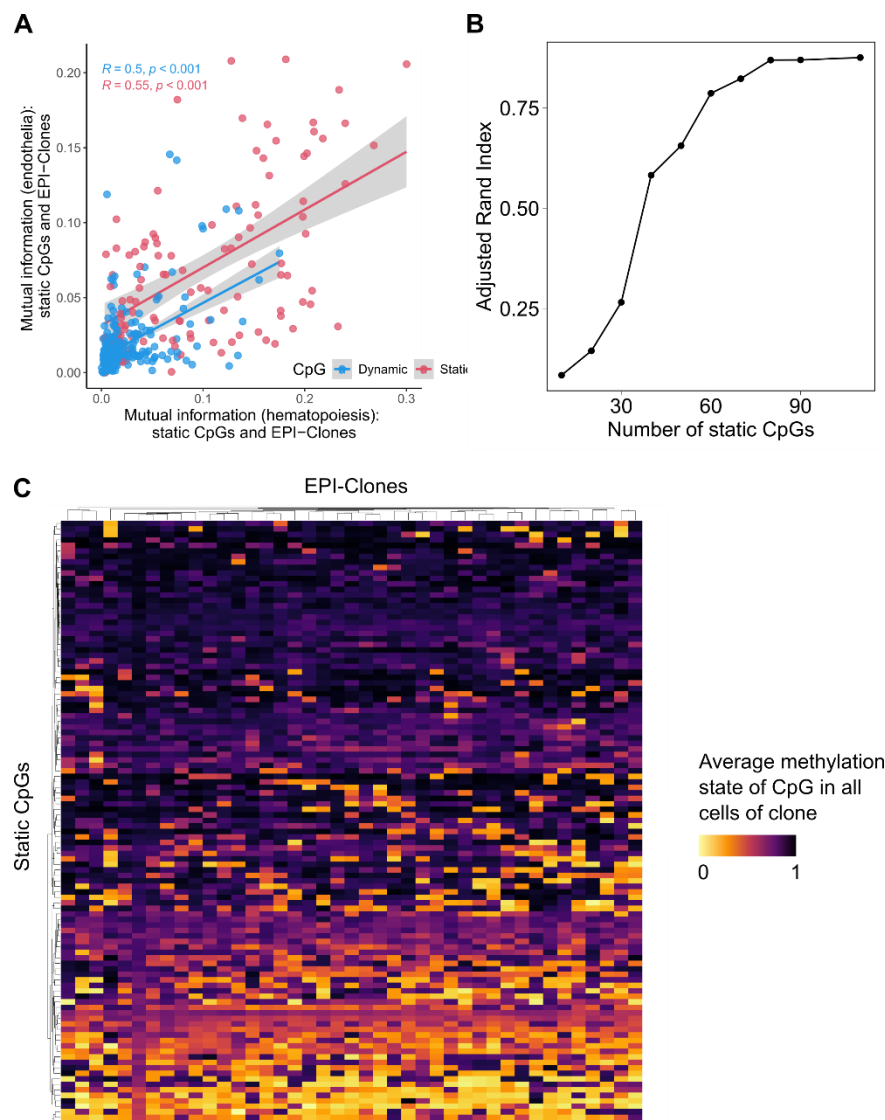 A
R = 0.5, p < 0.001
R = 0.55, p < 0.001
Mutual information (endothelia):
static CpGs and EPI−Clones
0.20
0.15
0.10
0.05
0.00
CpG Dynamic Static
0.0 0.1 0.2 0.3
Mutual information (hematopoiesis):
static CpGs and EPI−Clones
B
Adjusted Rand Index
0.75
0.50
0.25
30 60 90
Number of static CpGs
C
EPI-Clones
Static CpGs
Average methylation
state of CpG in all
cells of clone
0 1